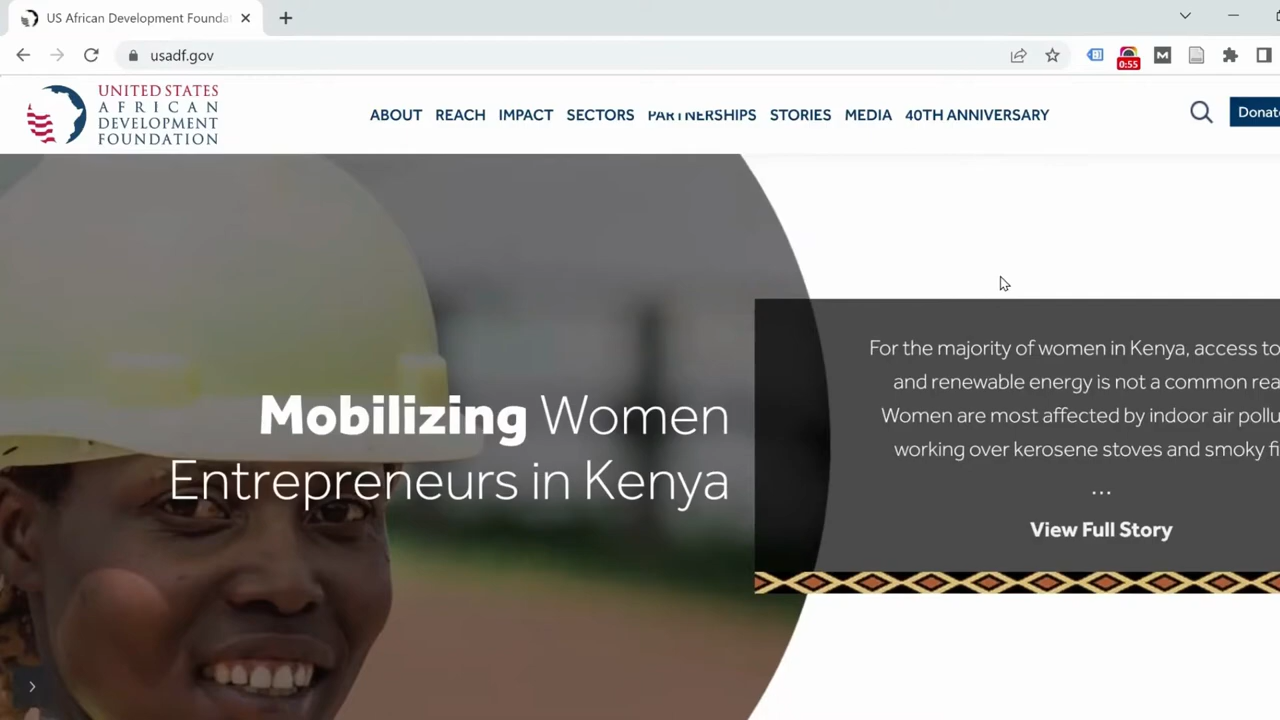 US African Development Founda
usadf.gov
0:55
UNITED STATES
AFRICAN
DEVELOPMENT
FOUNDATION
ABOUT REACH IMPACT SECTORS PARTNERSHIPS STORIES MEDIA 40TH ANNIVERSARY
Donat
Mobilizing Women
Entrepreneurs in Kenya
For the majority of women in Kenya, access to
and renewable energy is not a common rea
Women are most affected by indoor air pollu
working over kerosene stoves and smoky fi
...
View Full Story